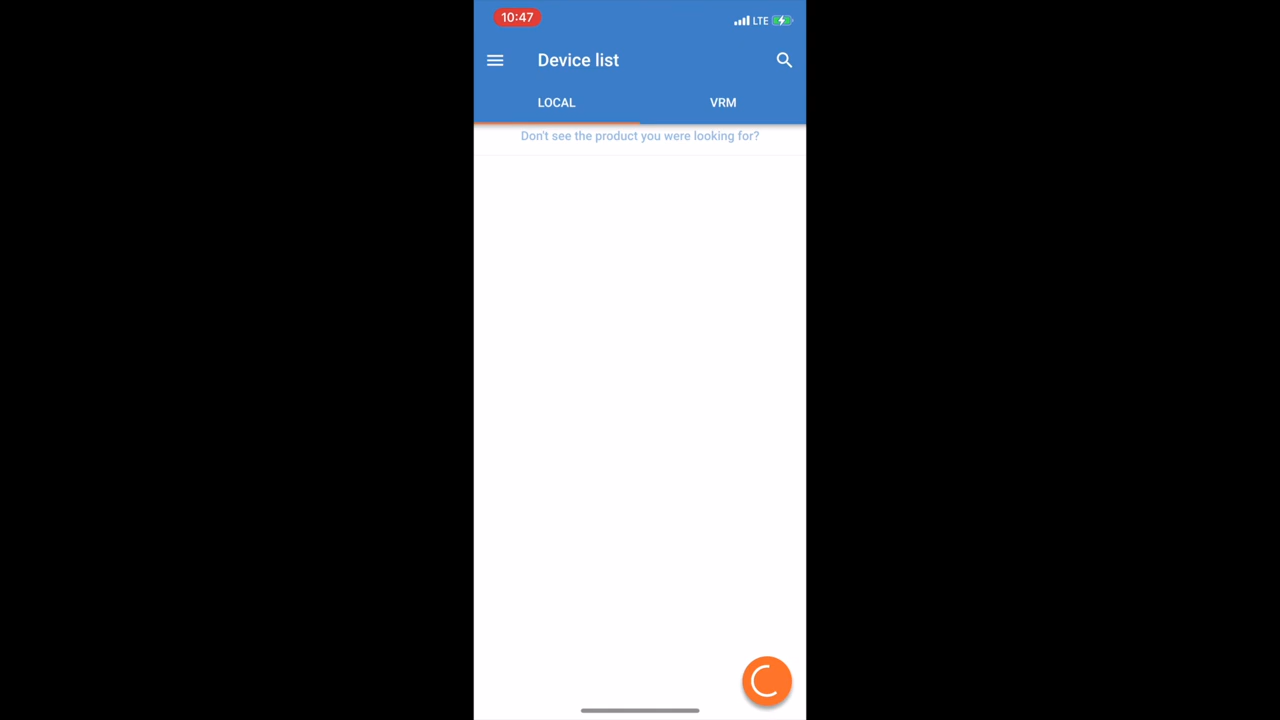 10:47
LTE
Device list
LOCAL
VRM
Don't see the product you were looking for?